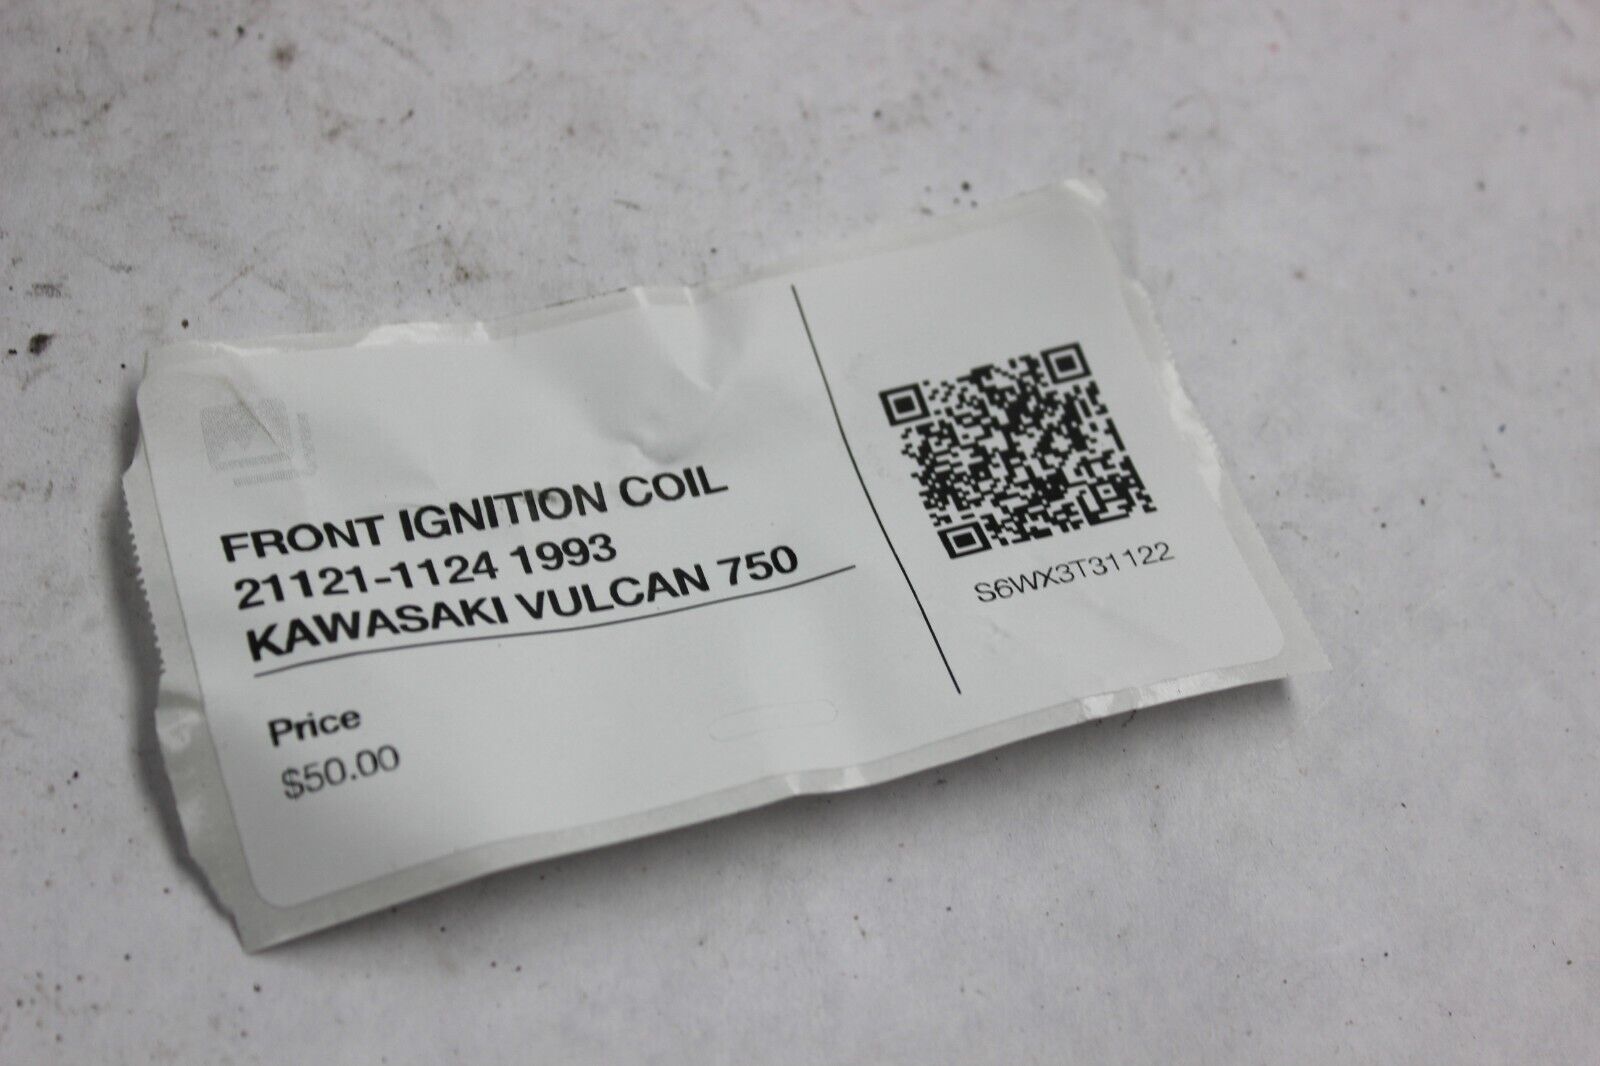 FRONT IGNITION COIL
21121-1124 1993
KAWASAKI VULCAN 750
Price
$50.00
S6WX3T31122